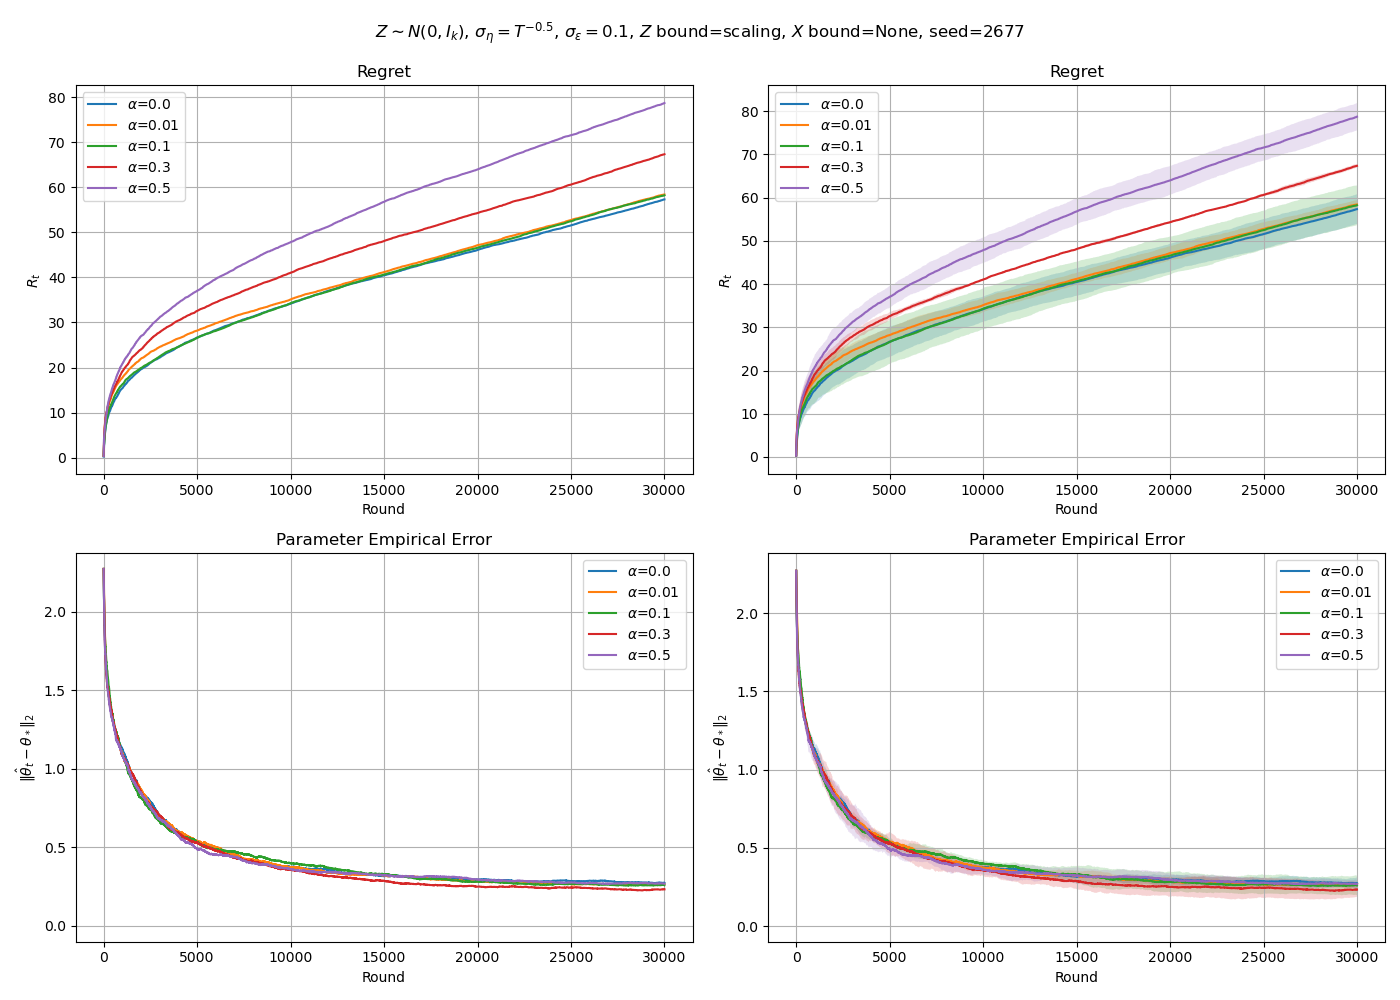 Z ∼ N(0, I_k), σ_η = T^{−0.5}, σ_ε = 0.1, Z bound=scaling, X bound=None, seed=2677
Regret
R_t
80
70
60
50
40
30
20
10
0
α=0.0
α=0.01
α=0.1
α=0.3
α=0.5
0 5000 10000 15000 20000 25000 30000
Round
Regret
R_t
80
70
60
50
40
30
20
10
0
α=0.0
α=0.01
α=0.1
α=0.3
α=0.5
0 5000 10000 15000 20000 25000 30000
Round
Parameter Empirical Error
‖θ̂_t − θ_*‖_2
2.0
1.5
1.0
0.5
0.0
α=0.0
α=0.01
α=0.1
α=0.3
α=0.5
0 5000 10000 15000 20000 25000 30000
Round
Parameter Empirical Error
‖θ̂_t − θ_*‖_2
2.0
1.5
1.0
0.5
0.0
α=0.0
α=0.01
α=0.1
α=0.3
α=0.5
0 5000 10000 15000 20000 25000 30000
Round